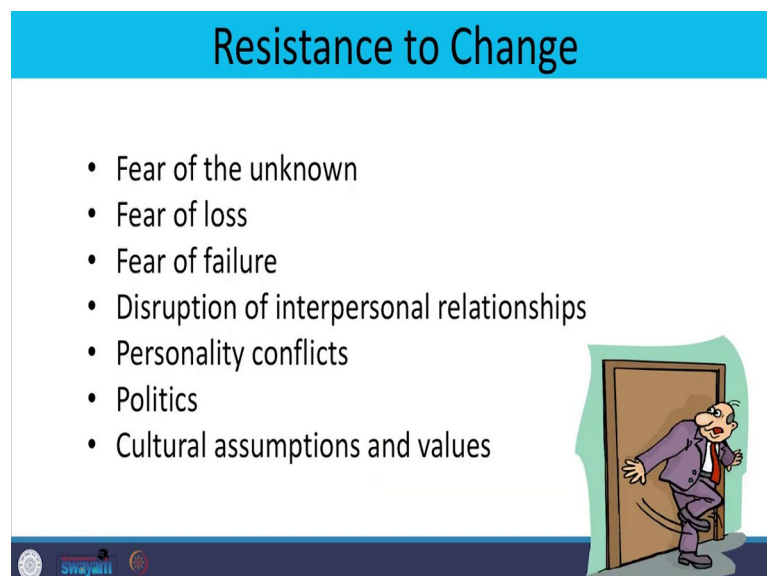 Resistance to Change
• Fear of the unknown
• Fear of loss
• Fear of failure
• Disruption of interpersonal relationships
• Personality conflicts
• Politics
• Cultural assumptions and values
swayam